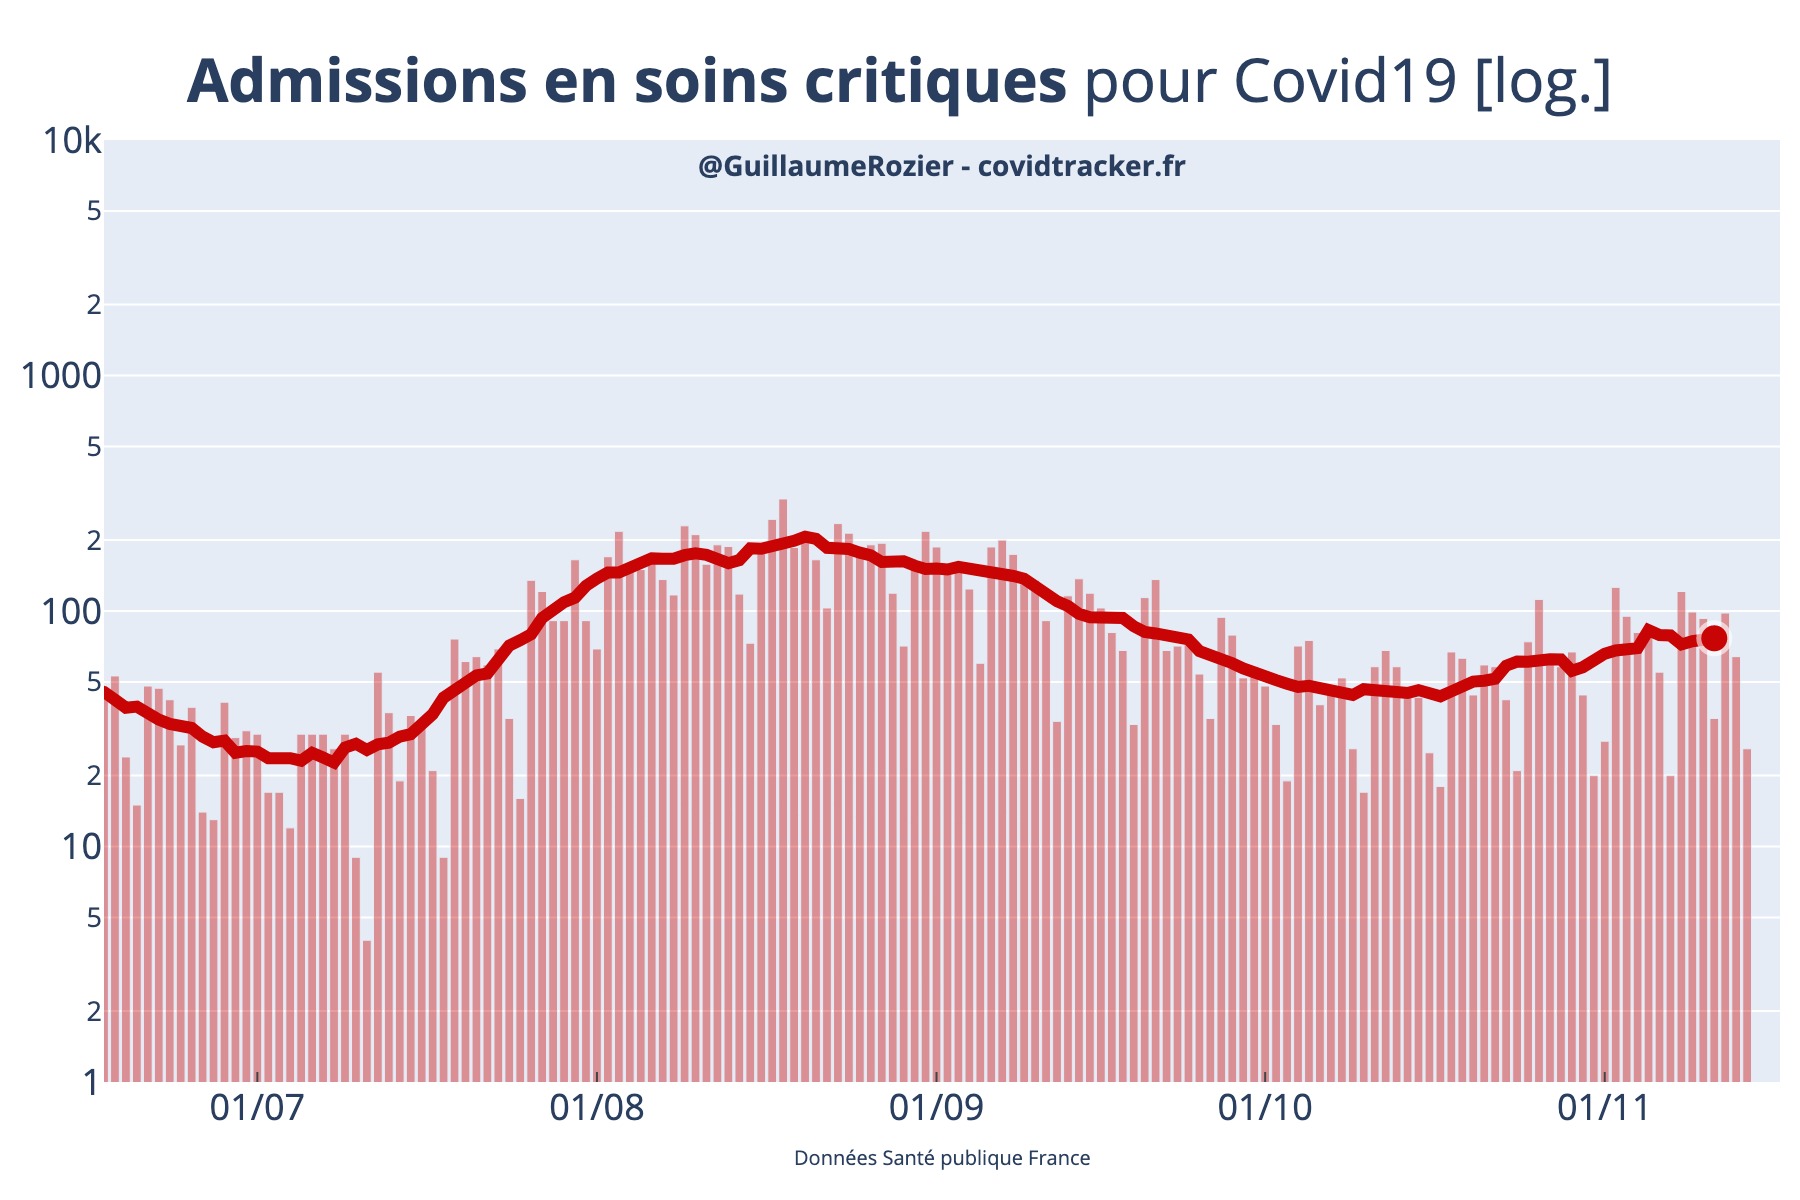 Admissions en soins critiques pour Covid19 [log.]
@GuillaumeRozier - covidtracker.fr
10k
5
2
1000
5
2
100
5
2
10
5
2
1
01/07 01/08 01/09 01/10 01/11
Données Santé publique France